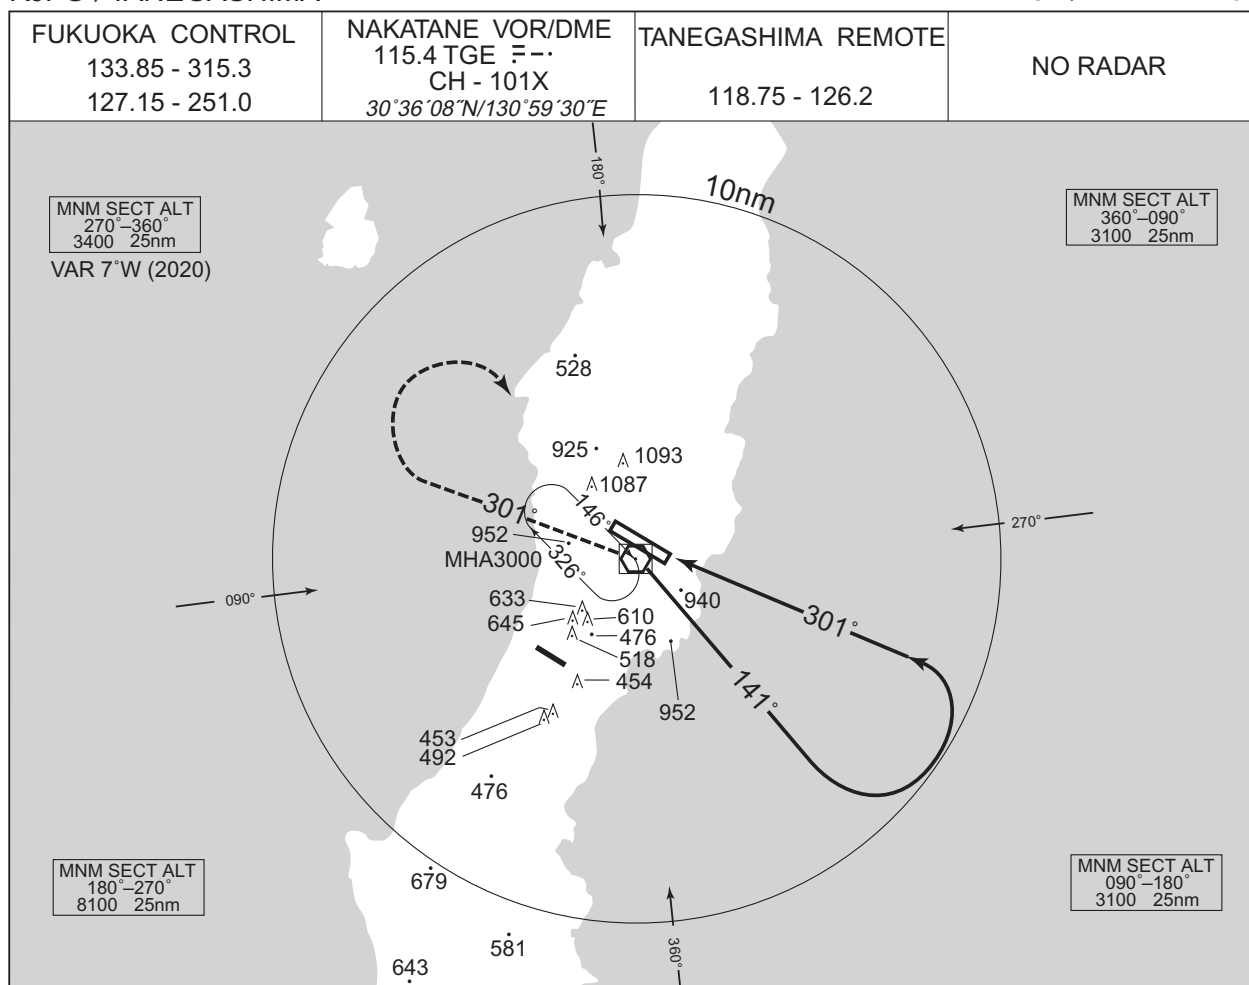 FUKUOKA CONTROL
133.85 - 315.3
127.15 - 251.0
NAKATANE VOR/DME
115.4 TGE
CH - 101X
30°36´08˝N/130°59´30˝E
TANEGASHIMA REMOTE
118.75 - 126.2
NO RADAR
180°
10nm
MNM SECT ALT
270°–360°
3400 25nm
VAR 7°W (2020)
MNM SECT ALT
360°–090°
3100 25nm
528
925
1093
1087
301°
146°
270°
952
MHA3000
326°
090°
633
940
645
610
301°
476
518
454
141°
952
453
492
476
MNM SECT ALT
180°–270°
8100 25nm
679
MNM SECT ALT
090°–180°
3100 25nm
581
360°
643